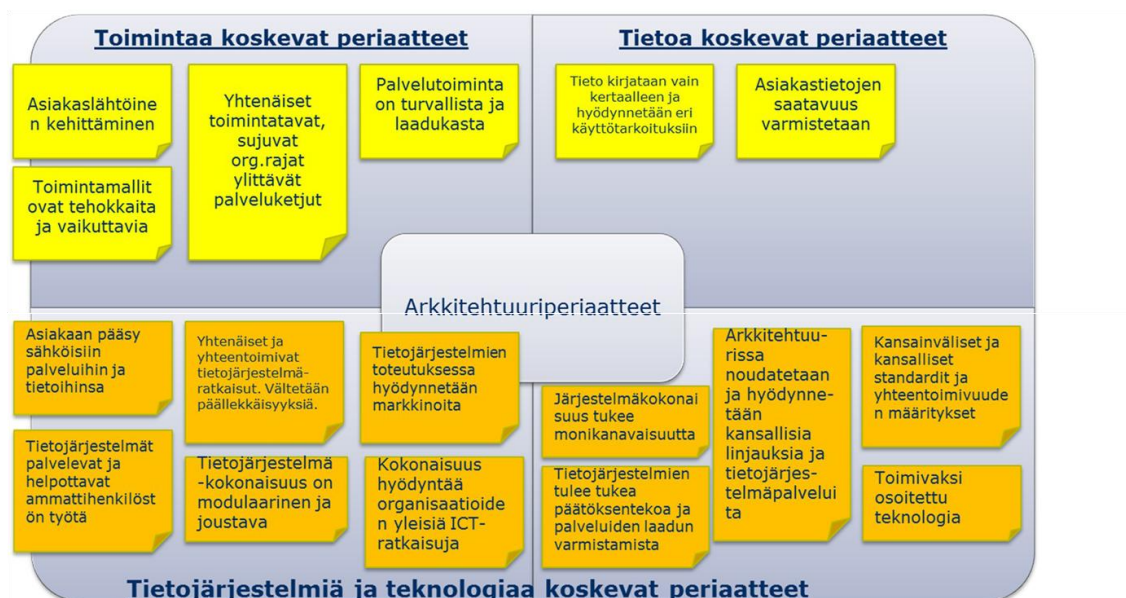 Toimintaa koskevat periaatteet
Asiakaslähtöine
n kehittäminen
Toimintamallit
ovat tehokkaita
ja vaikuttavia
Yhtenäiset
toimintatavat,
sujuvat
org.rajat
ylittävät
palveluketjut
Palvelutoiminta
on turvallista ja
laadukasta
Tietoa koskevat periaatteet
Tieto kirjataan vain
kertaalleen ja
hyödynnetään eri
käyttötarkoituksiin
Asiakastietojen
saatavuus
varmistetaan
Arkkitehtuuriperiaatteet
Asiakaan pääsy
sähköisiin
palveluihin ja
tietoihinsa
Tietojärjestelmät
palvelevat ja
helpottavat
ammattihenkilöst
ön työtä
Yhtenäiset ja
yhteentoimivat
tietojärjestelmä-
ratkaisut. Vältetään
päällekkäisyyksiä.
Tietojärjestelmä
-kokonaisuus on
modulaarinen ja
joustava
Tietojärjestelmien
toteutuksessa
hyödynnetään
markkinoita
Kokonaisuus
hyödyntää
organisaatioide
n yleisiä ICT-
ratkaisuja
Järjestelmäkokonai
suus tukee
monikanavaisuutta
Tietojärjestelmien
tulee tukea
päätöksentekoa ja
palveluiden laadun
varmistamista
Arkkitehtuu-
rissa
noudatetaan
ja hyödynne-
tään
kansallisia
linjauksia ja
tietojärjes-
telmäpalvelui
ta
Kansainväliset ja
kansalliset
standardit ja
yhteentoimivuude
n määritykset
Toimivaksi
osoitettu
teknologia
Tietojärjestelmiä ja teknologiaa koskevat periaatteet